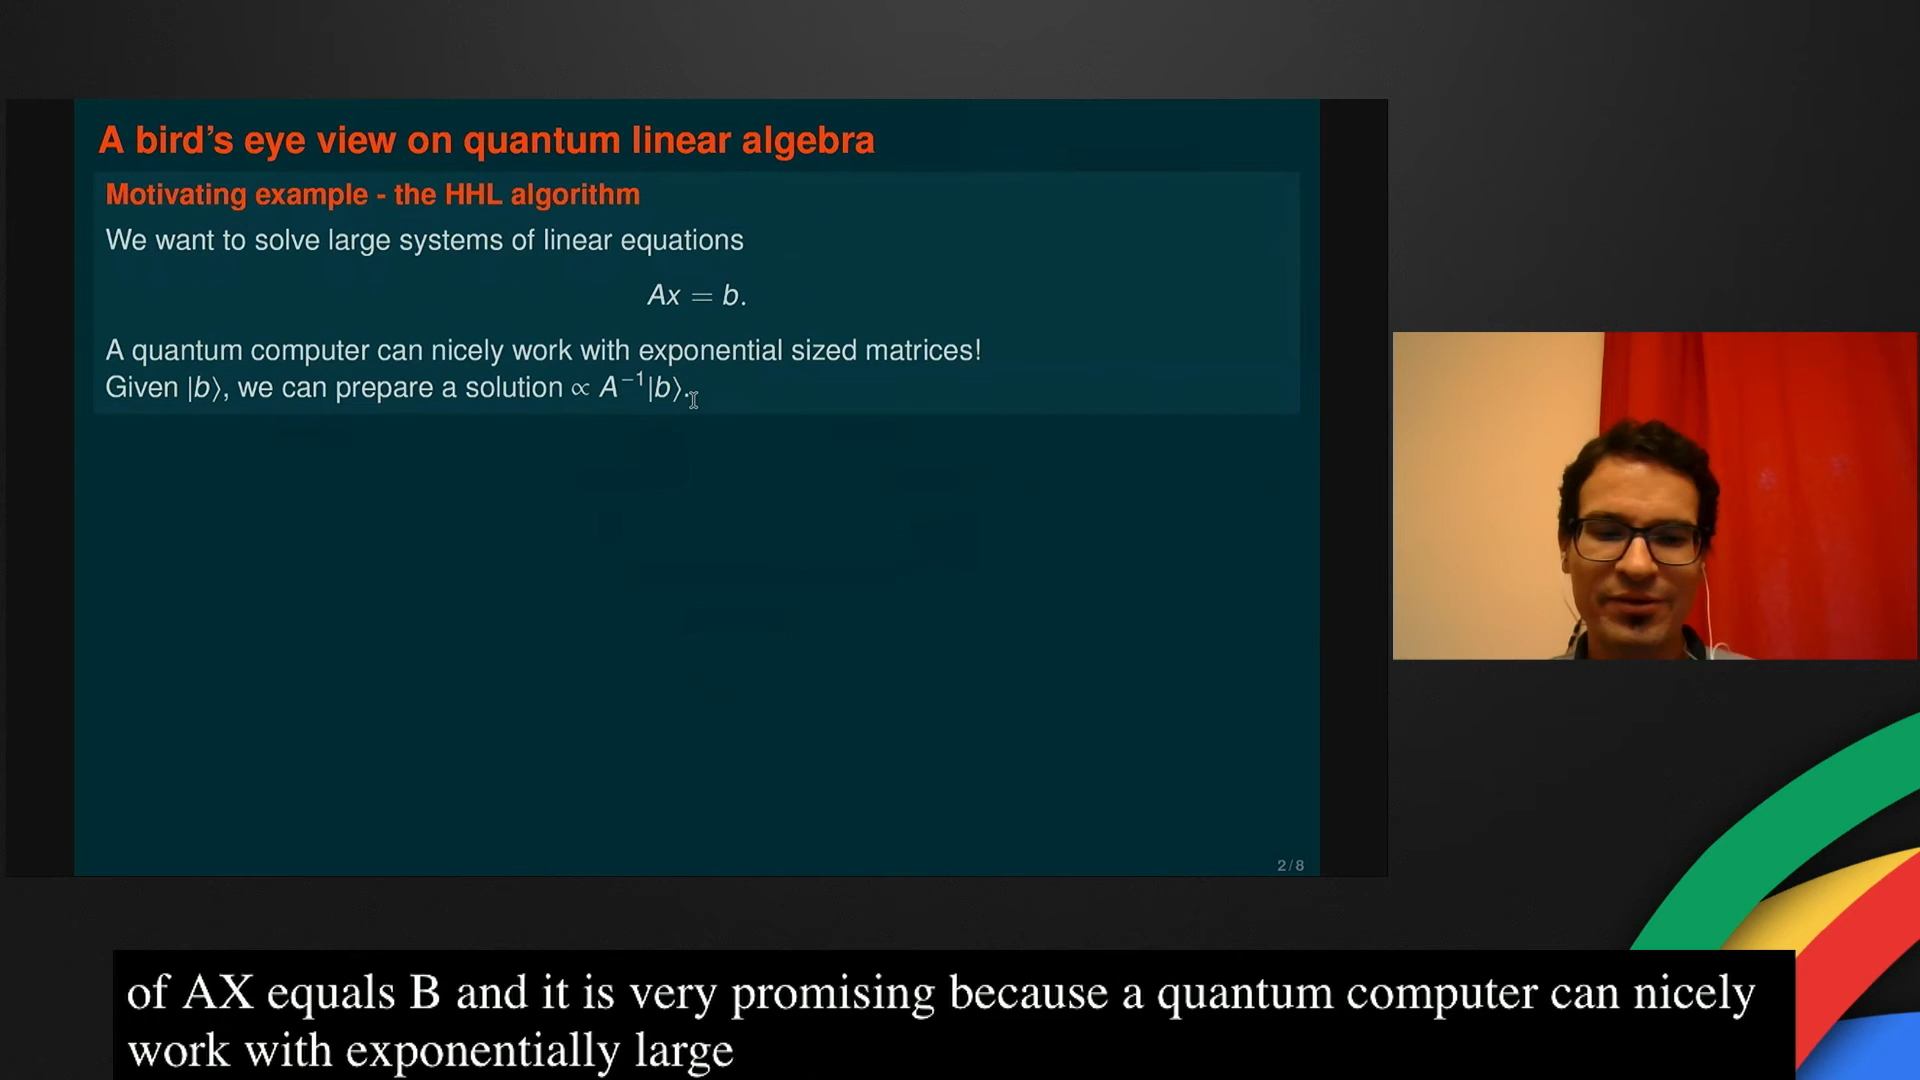 A bird's eye view on quantum linear algebra
Motivating example - the HHL algorithm
We want to solve large systems of linear equations
Ax = b.
A quantum computer can nicely work with exponential sized matrices!
Given |b⟩, we can prepare a solution ∝ A⁻¹|b⟩.
2 / 8
of AX equals B and it is very promising because a quantum computer can nicely
work with exponentially large